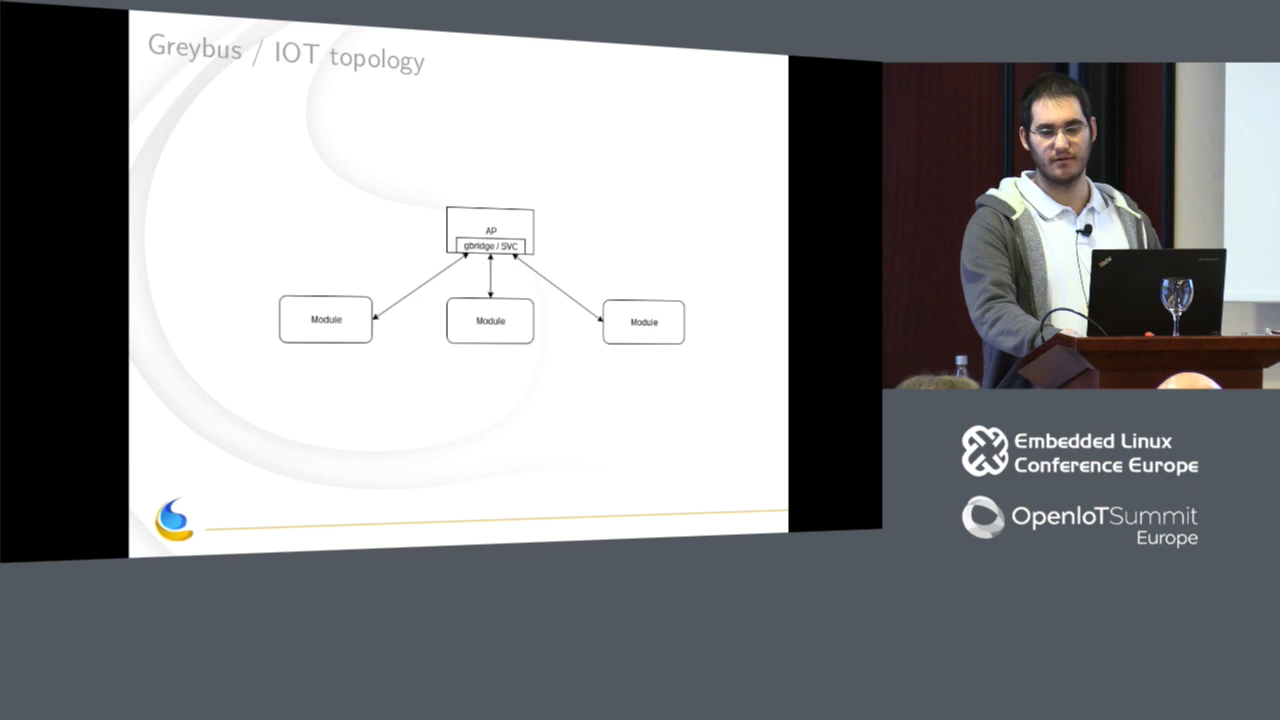 Greybus / IOT topology
AP
gbridge / SVC
Module
Module
Module
Embedded Linux
Conference Europe
OpenIoTSummit
Europe